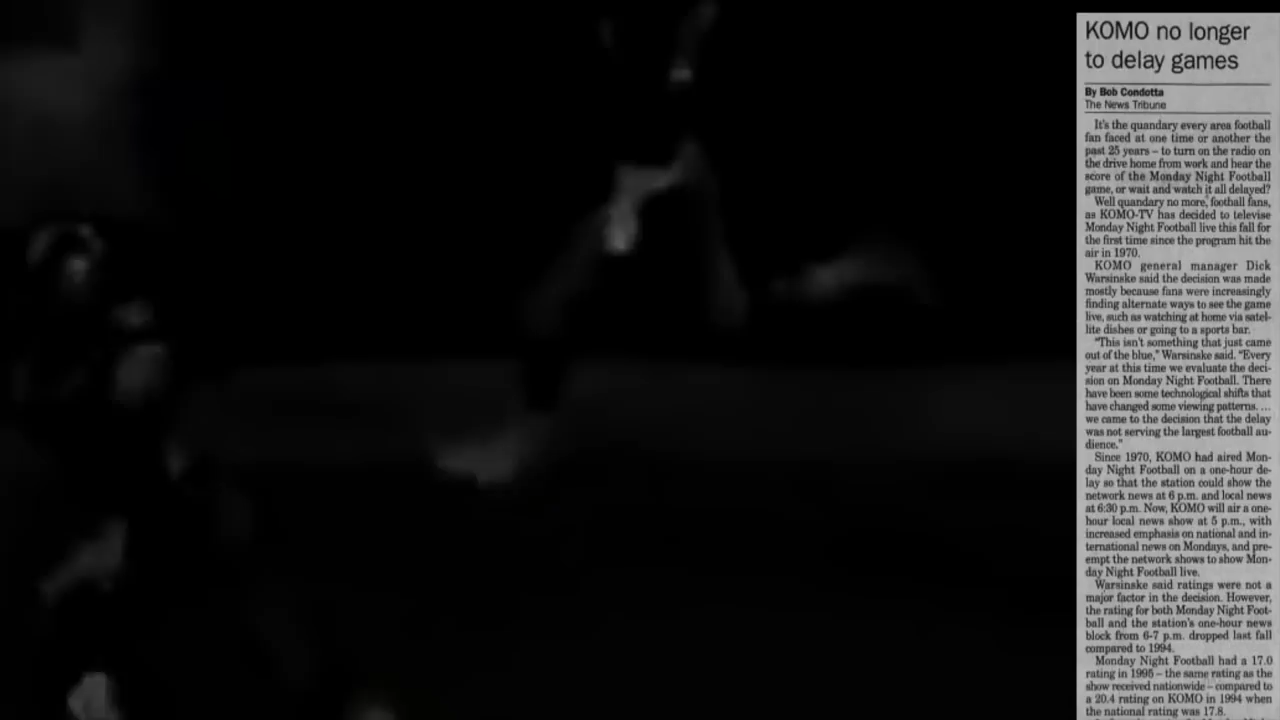 KOMO no longer
to delay games
By Bob Condotta
The News Tribune
It's the quandary every area football
fan faced at one time or another the
past 25 years – to turn on the radio on
the drive home from work and hear the
score of the Monday Night Football
game, or wait and watch it all delayed?
Well quandary no more, football fans,
as KOMO-TV has decided to televise
Monday Night Football live this fall for
the first time since the program hit the
air in 1970.
KOMO general manager Dick
Warsinske said the decision was made
mostly because fans were increasingly
finding alternate ways to see the game
live, such as watching at home via satel-
lite dishes or going to a sports bar.
"This isn't something that just came
out of the blue," Warsinske said. "Every
year at this time we evaluate the deci-
sion on Monday Night Football. There
have been some technological shifts that
have changed some viewing patterns. ...
we came to the decision that the delay
was not serving the largest football au-
dience."
Since 1970, KOMO had aired Mon-
day Night Football on a one-hour de-
lay so that the station could show the
network news at 6 p.m. and local news
at 6:30 p.m. Now, KOMO will air a one-
hour local news show at 5 p.m., with
increased emphasis on national and in-
ternational news on Mondays, and pre-
empt the network shows to show Mon-
day Night Football live.
Warsinske said ratings were not a
major factor in the decision. However,
the rating for both Monday Night Foot-
ball and the station's one-hour news
block from 6-7 p.m. dropped last fall
compared to 1994.
Monday Night Football had a 17.0
rating in 1995 – the same rating as the
show received nationwide – compared to
a 20.4 rating on KOMO in 1994 when
the national rating was 17.8.